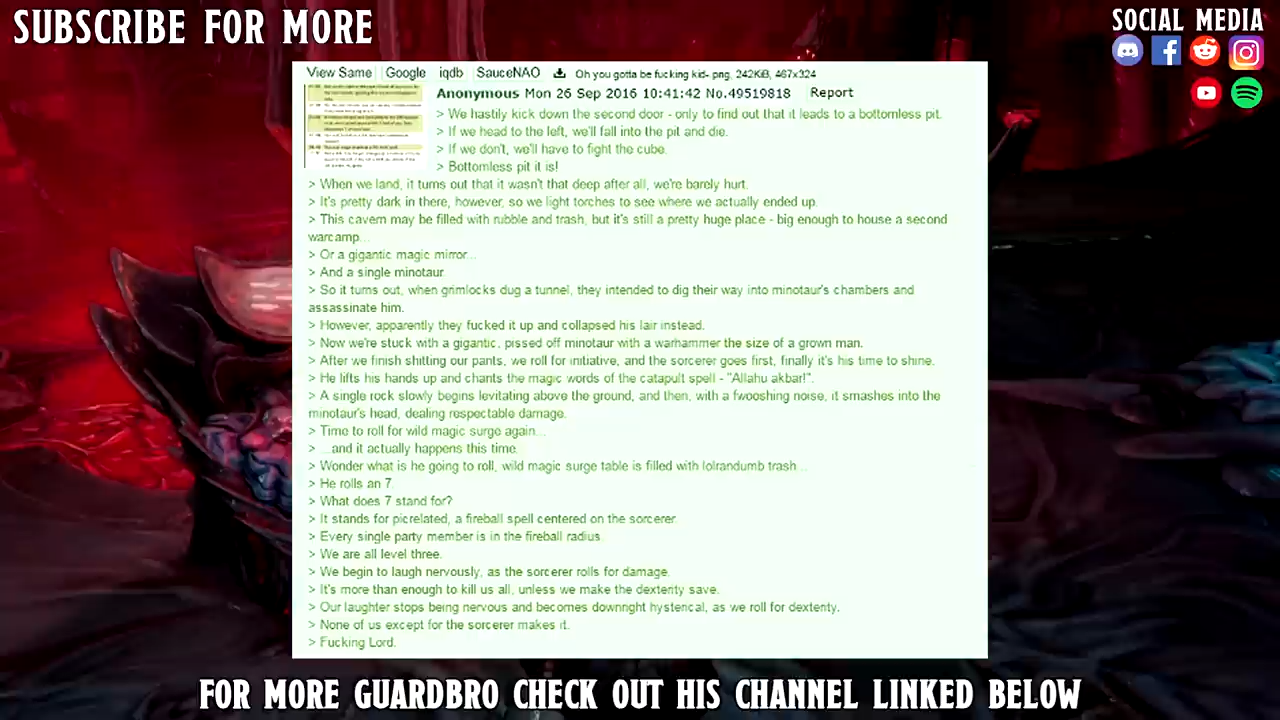 SUBSCRIBE FOR MORE
SOCIAL MEDIA
View Same Google iqdb SauceNAO Oh you gotta be fucking kid-.png, 242KiB, 467x324
Anonymous Mon 26 Sep 2016 10:41:42 No.49519818 Report
> We hastily kick down the second door - only to find out that it leads to a bottomless pit.
> If we head to the left, we'll fall into the pit and die.
> If we don't, we'll have to fight the cube.
> Bottomless pit it is!
> When we land, it turns out that it wasn't that deep after all, we're barely hurt.
> It's pretty dark in there, however, so we light torches to see where we actually ended up.
> This cavern may be filled with rubble and trash, but it's still a pretty huge place - big enough to house a second
warcamp...
> Or a gigantic magic mirror...
> And a single minotaur.
> So it turns out, when grimlocks dug a tunnel, they intended to dig their way into minotaur's chambers and
assassinate him.
> However, apparently they fucked it up and collapsed his lair instead.
> Now we're stuck with a gigantic, pissed off minotaur with a warhammer the size of a grown man.
> After we finish shitting our pants, we roll for initiative, and the sorcerer goes first, finally it's his time to shine.
> He lifts his hands up and chants the magic words of the catapult spell - "Allahu akbar!".
> A single rock slowly begins levitating above the ground, and then, with a fwooshing noise, it smashes into the
minotaur's head, dealing respectable damage.
> Time to roll for wild magic surge again...
> ...and it actually happens this time.
> Wonder what is he going to roll, wild magic surge table is filled with lolrandumb trash...
> He rolls an 7.
> What does 7 stand for?
> It stands for picrelated, a fireball spell centered on the sorcerer.
> Every single party member is in the fireball radius.
> We are all level three.
> We begin to laugh nervously, as the sorcerer rolls for damage.
> It's more than enough to kill us all, unless we make the dexterity save.
> Our laughter stops being nervous and becomes downright hysterical, as we roll for dexterity.
> None of us except for the sorcerer makes it.
> Fucking Lord.
FOR MORE GUARDBRO CHECK OUT HIS CHANNEL LINKED BELOW